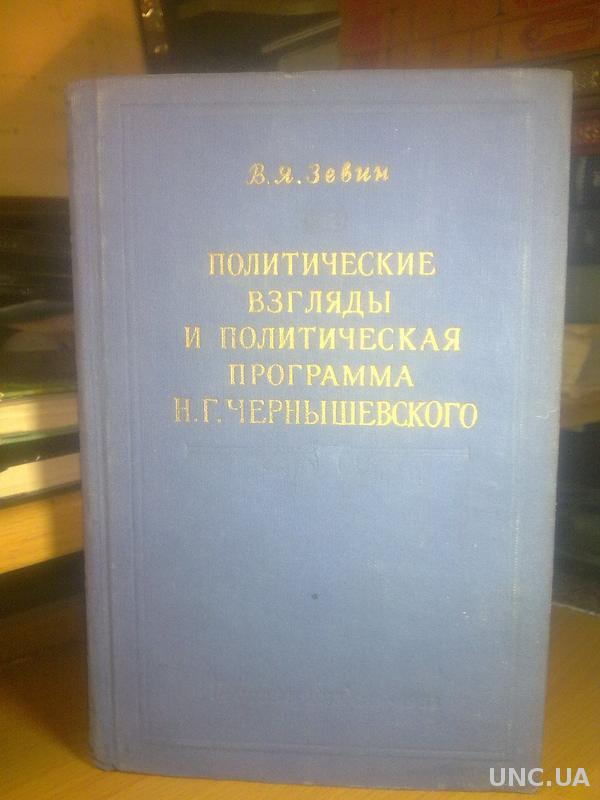 В. Я. Зевин
ПОЛИТИЧЕСКИЕ
ВЗГЛЯДЫ
И ПОЛИТИЧЕСКАЯ
ПРОГРАММА
Н. Г. ЧЕРНЫШЕВСКОГО
UNC.UA